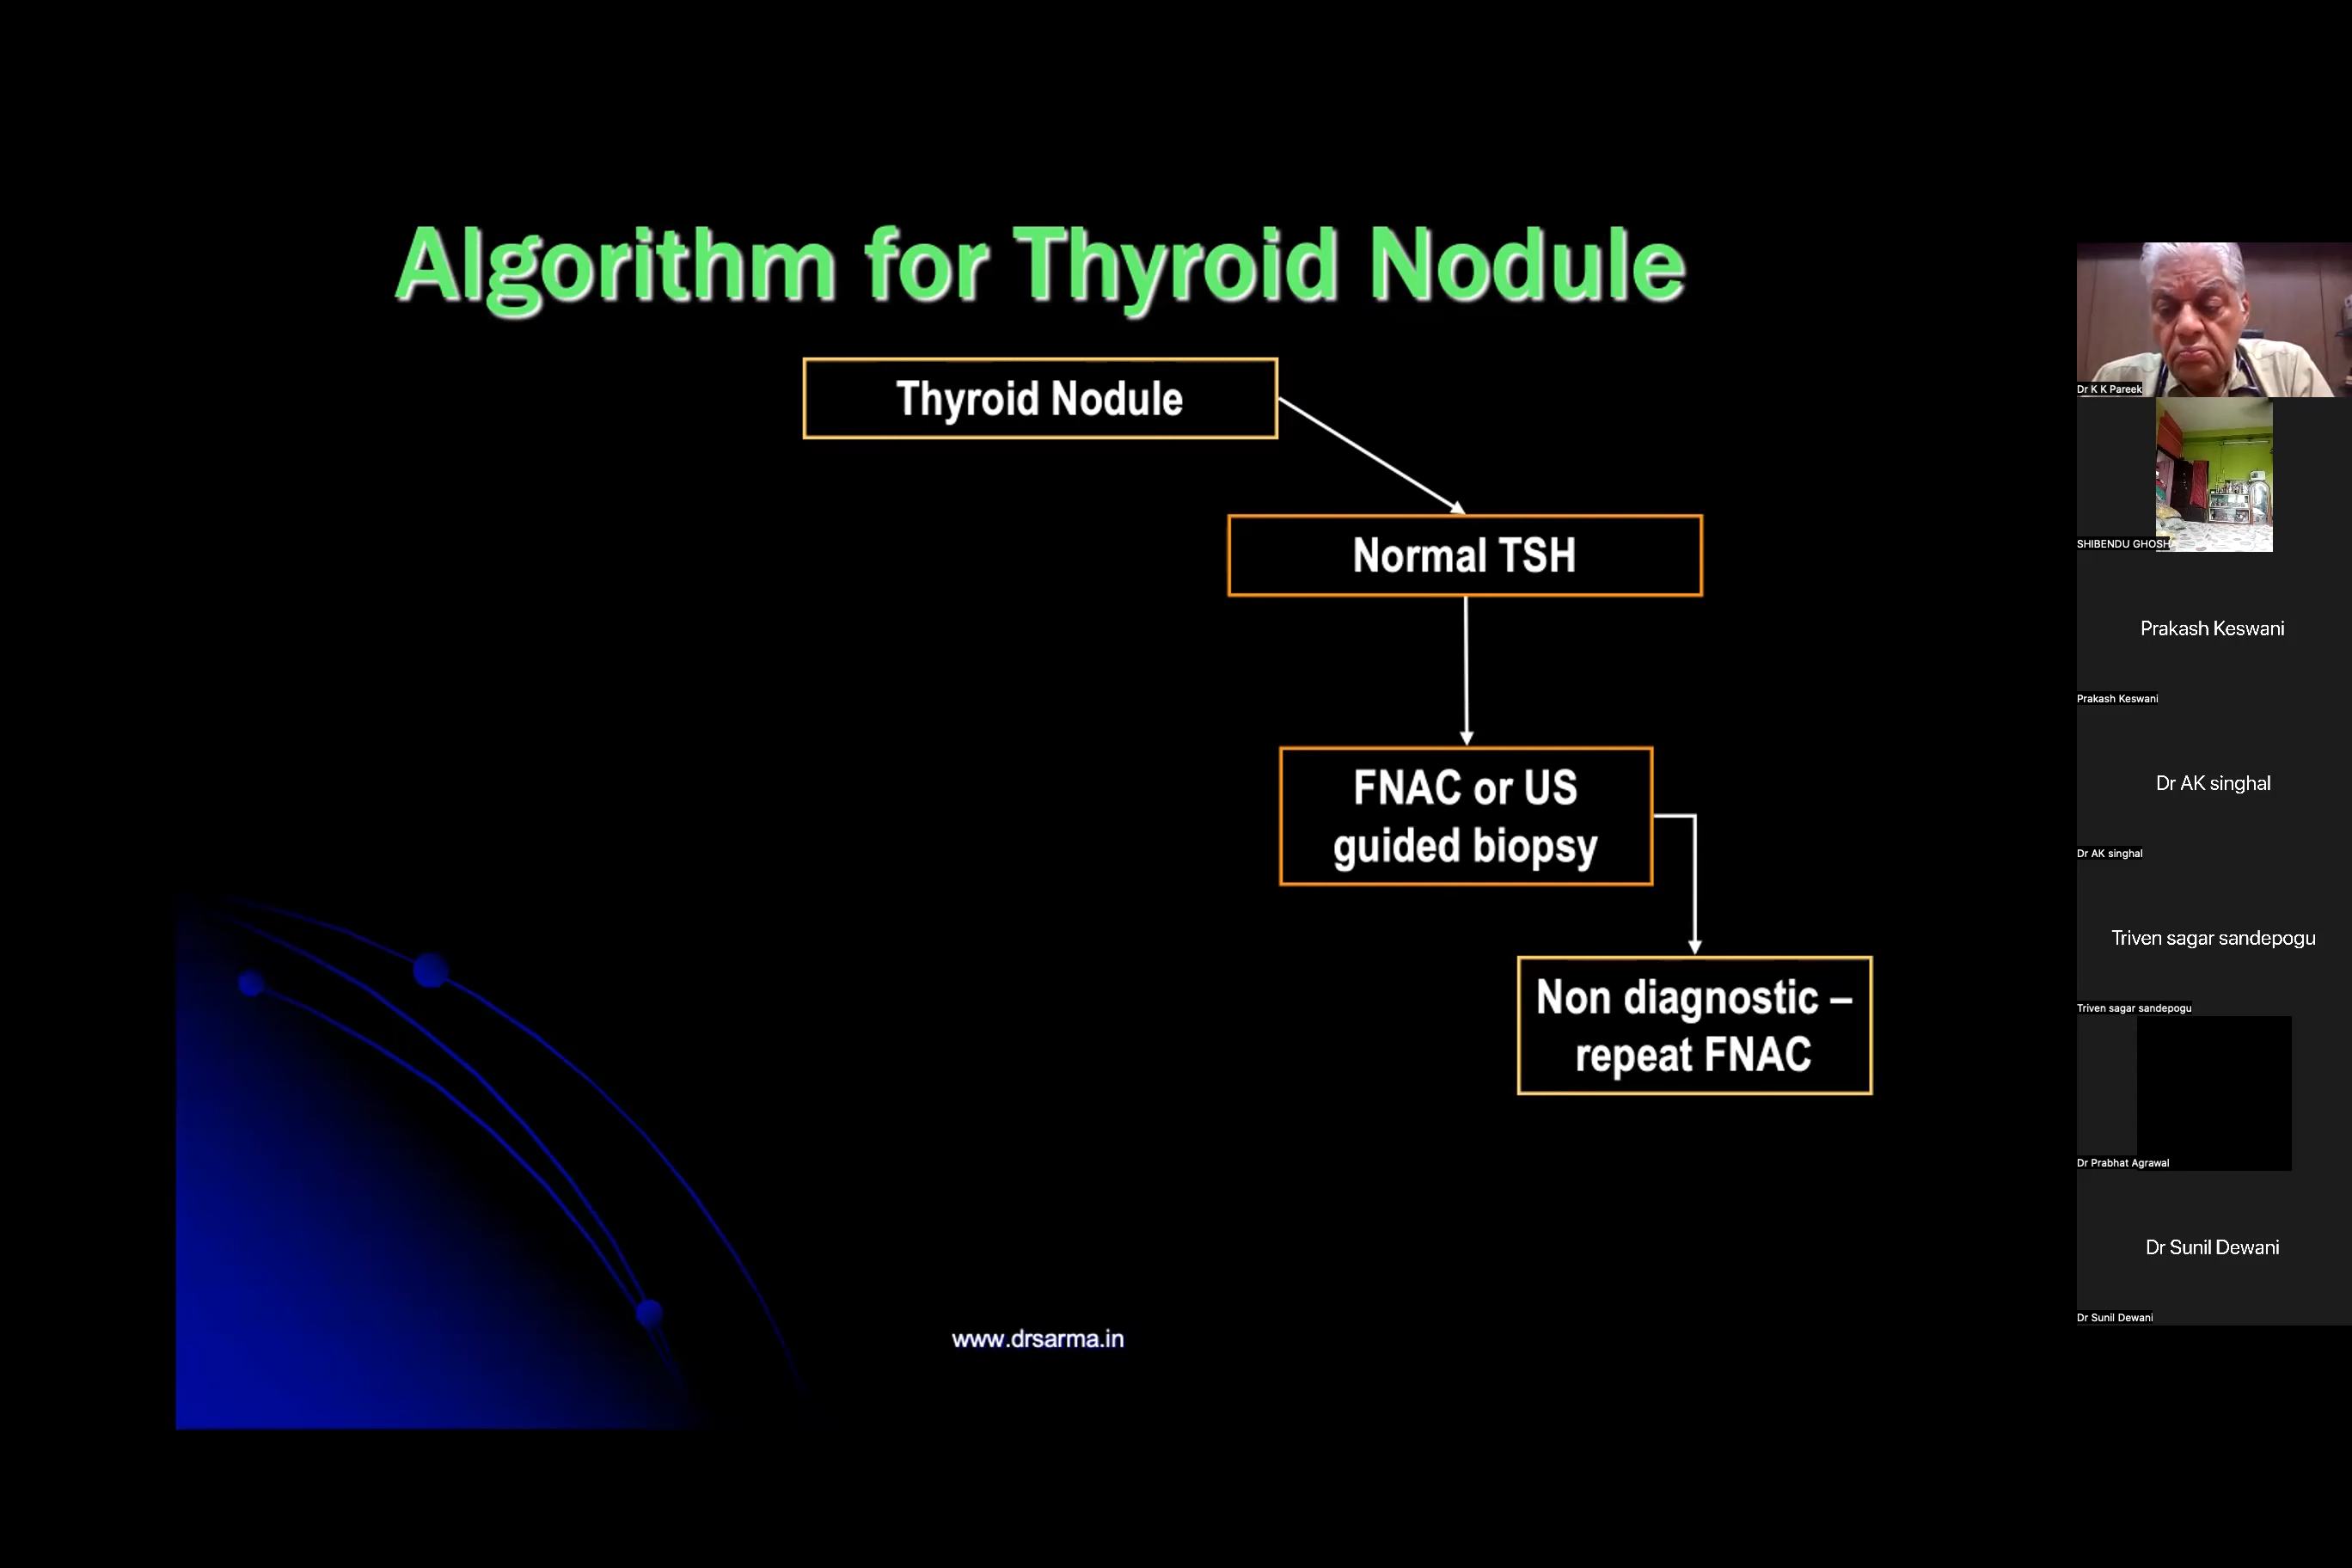 Algorithm for Thyroid Nodule
Thyroid Nodule
Normal TSH
FNAC or US
guided biopsy
Non diagnostic –
repeat FNAC
www.drsarma.in
Dr K K Pareek
SHIBENDU GHOSH
Prakash Keswani
Prakash Keswani
Dr AK singhal
Dr AK singhal
Triven sagar sandepogu
Triven sagar sandepogu
Dr Prabhat Agrawal
Dr Sunil Dewani
Dr Sunil Dewani